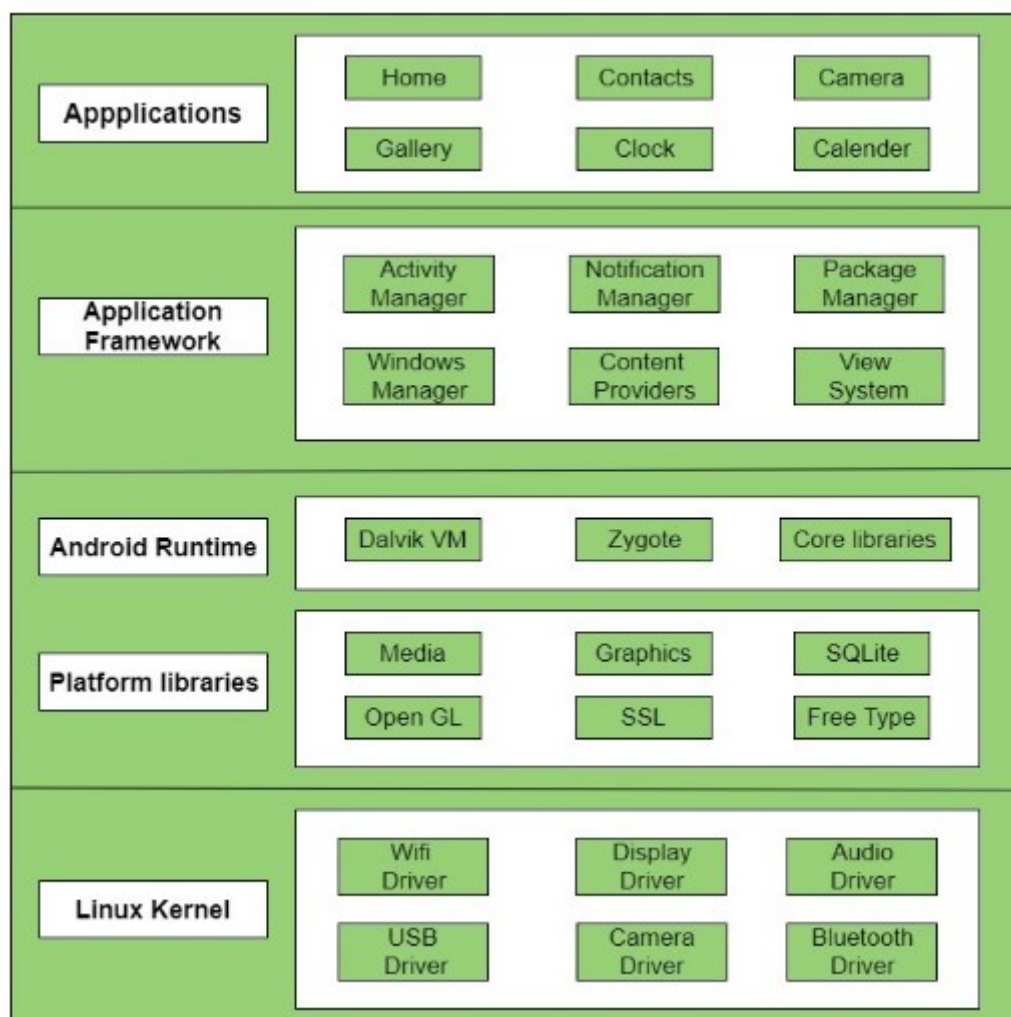 Appplications
Home Contacts Camera
Gallery Clock Calender
Application
Framework
Activity
Manager
Notification
Manager
Package
Manager
Windows
Manager
Content
Providers
View
System
Android Runtime
Dalvik VM Zygote Core libraries
Platform libraries
Media Graphics SQLite
Open GL SSL Free Type
Linux Kernel
Wifi
Driver
Display
Driver
Audio
Driver
USB
Driver
Camera
Driver
Bluetooth
Driver